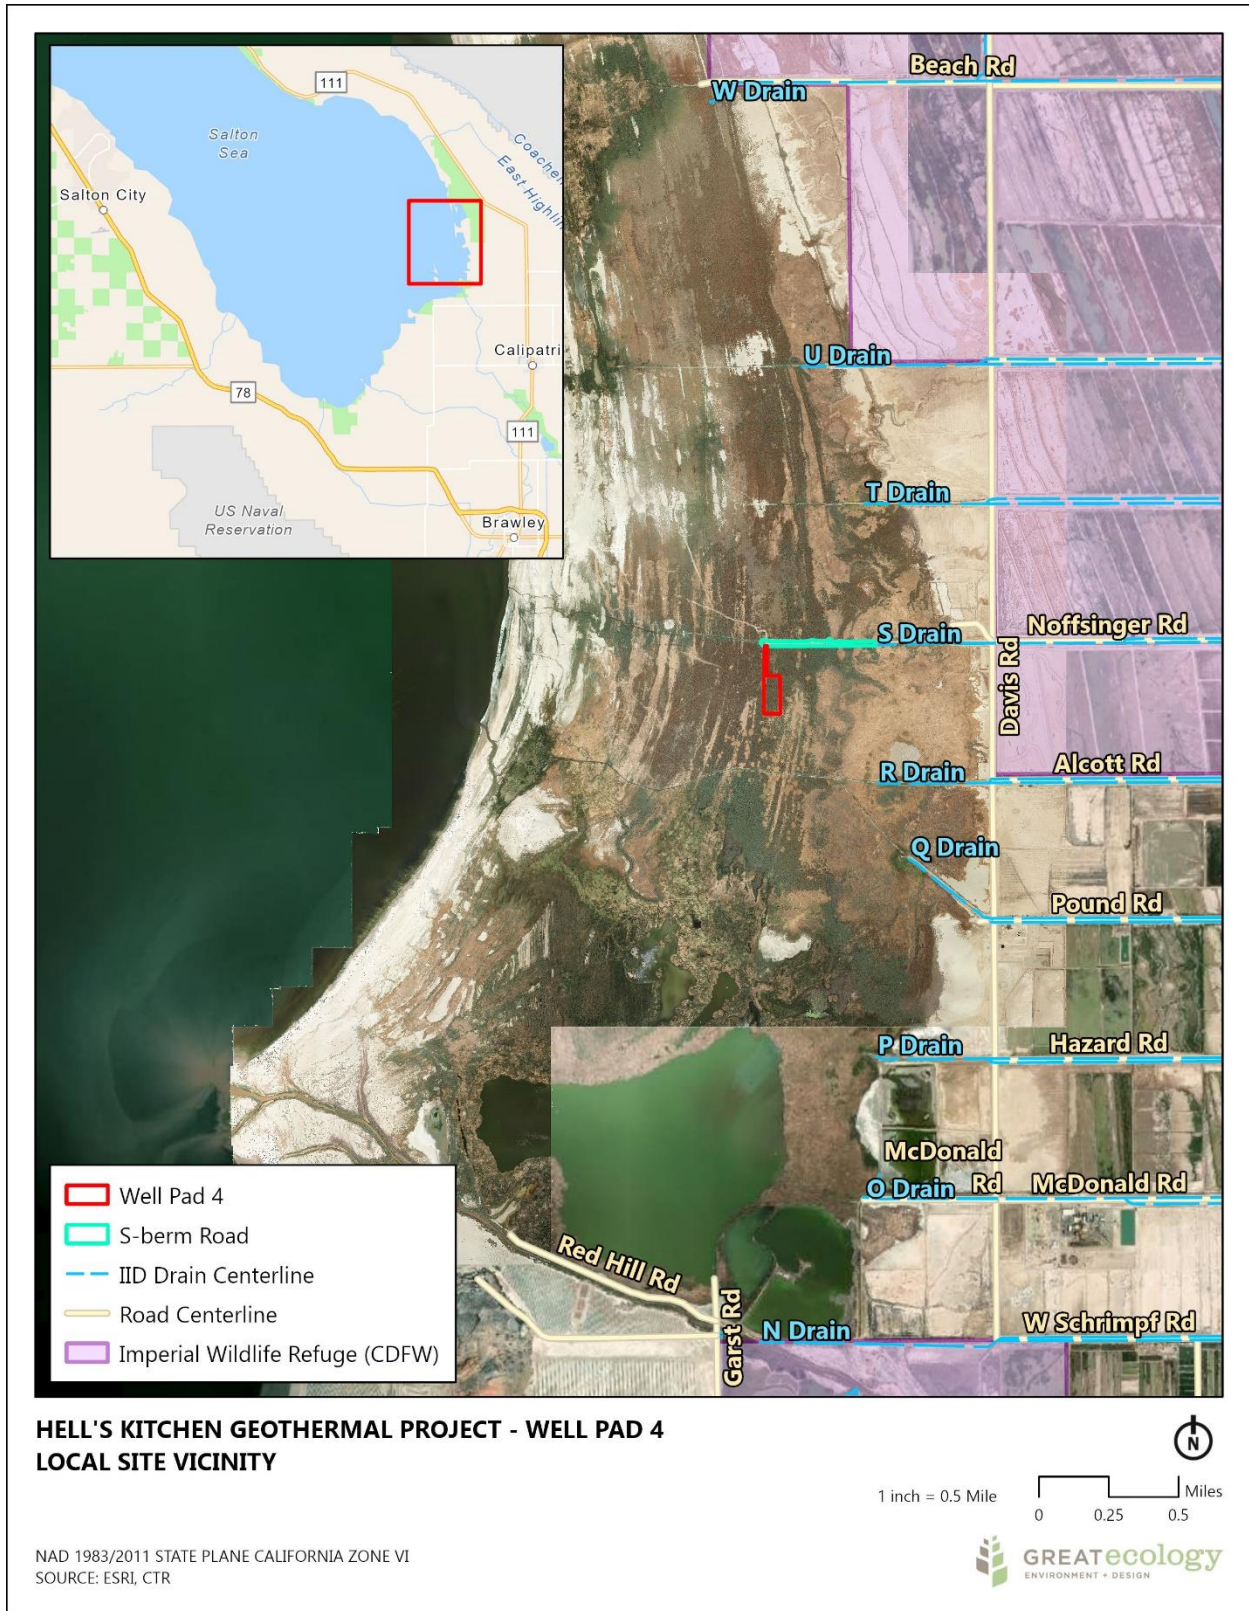 Beach Rd
W Drain
111
Salton
Sea
Coachel
East Highlin
Salton City
Calipatri
78
111
US Naval
Reservation
Brawley
U Drain
T Drain
S Drain
Noffsinger Rd
Davis Rd
R Drain
Alcott Rd
Q Drain
Pound Rd
P Drain
Hazard Rd
McDonald
Rd
O Drain
McDonald Rd
Red Hill Rd
Garst Rd
N Drain
W Schrimpf Rd
Well Pad 4
S-berm Road
IID Drain Centerline
Road Centerline
Imperial Wildlife Refuge (CDFW)
HELL'S KITCHEN GEOTHERMAL PROJECT - WELL PAD 4
LOCAL SITE VICINITY
N
1 inch = 0.5 Mile
Miles
0 0.25 0.5
NAD 1983/2011 STATE PLANE CALIFORNIA ZONE VI
SOURCE: ESRI, CTR
GREATecology
ENVIRONMENT + DESIGN